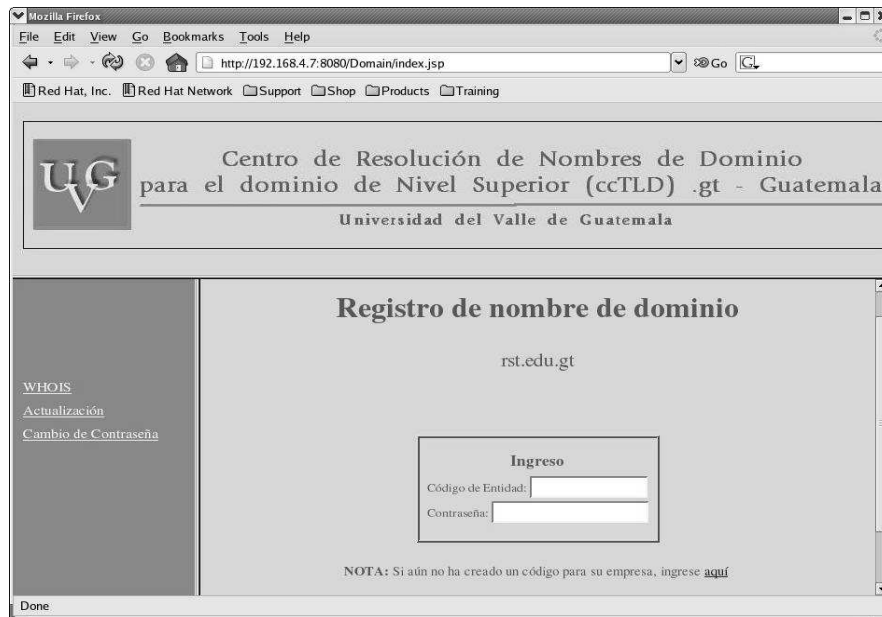 Mozilla Firefox
File Edit View Go Bookmarks Tools Help
http://192.168.4.7:8080/Domain/index.jsp Go G
Red Hat, Inc. Red Hat Network Support Shop Products Training
UVG
Centro de Resolución de Nombres de Dominio
para el dominio de Nivel Superior (ccTLD) .gt - Guatemala
Universidad del Valle de Guatemala
WHOIS
Actualización
Cambio de Contraseña
Registro de nombre de dominio
rst.edu.gt
Ingreso
Código de Entidad:
Contraseña:
NOTA: Si aún no ha creado un código para su empresa, ingrese aquí
Done